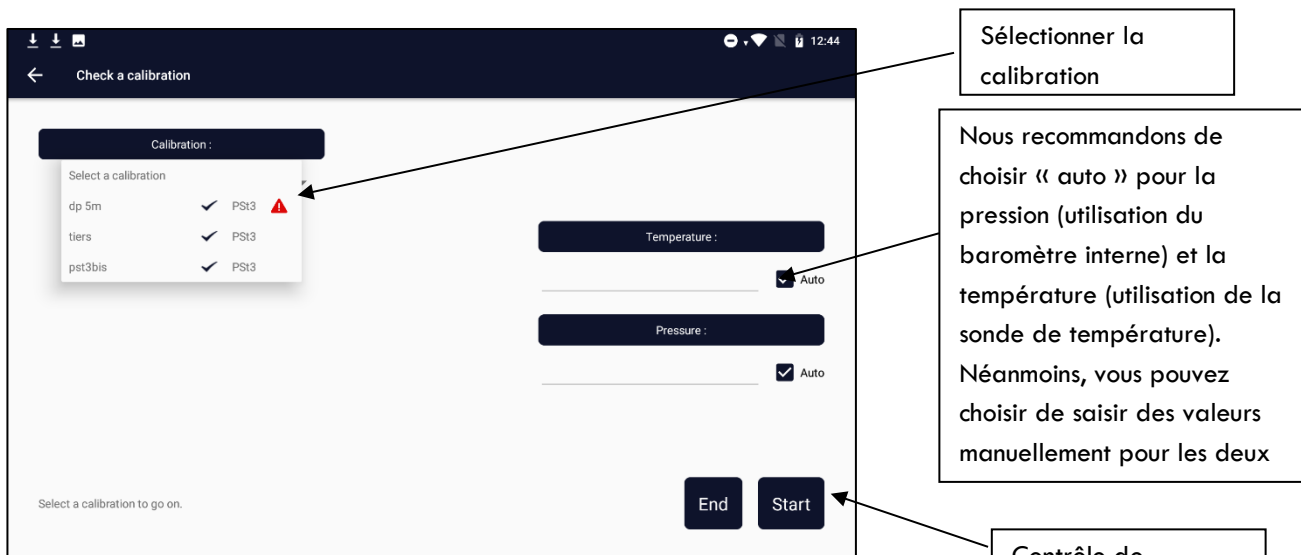 12:44
Check a calibration
Calibration :
Select a calibration
dp 5m PSt3
tiers PSt3
pst3bis PSt3
Temperature :
Auto
Pressure :
Auto
Select a calibration to go on.
End Start
Sélectionner la
calibration
Nous recommandons de
choisir « auto » pour la
pression (utilisation du
baromètre interne) et la
température (utilisation de la
sonde de température).
Néanmoins, vous pouvez
choisir de saisir des valeurs
manuellement pour les deux
Contrôle de